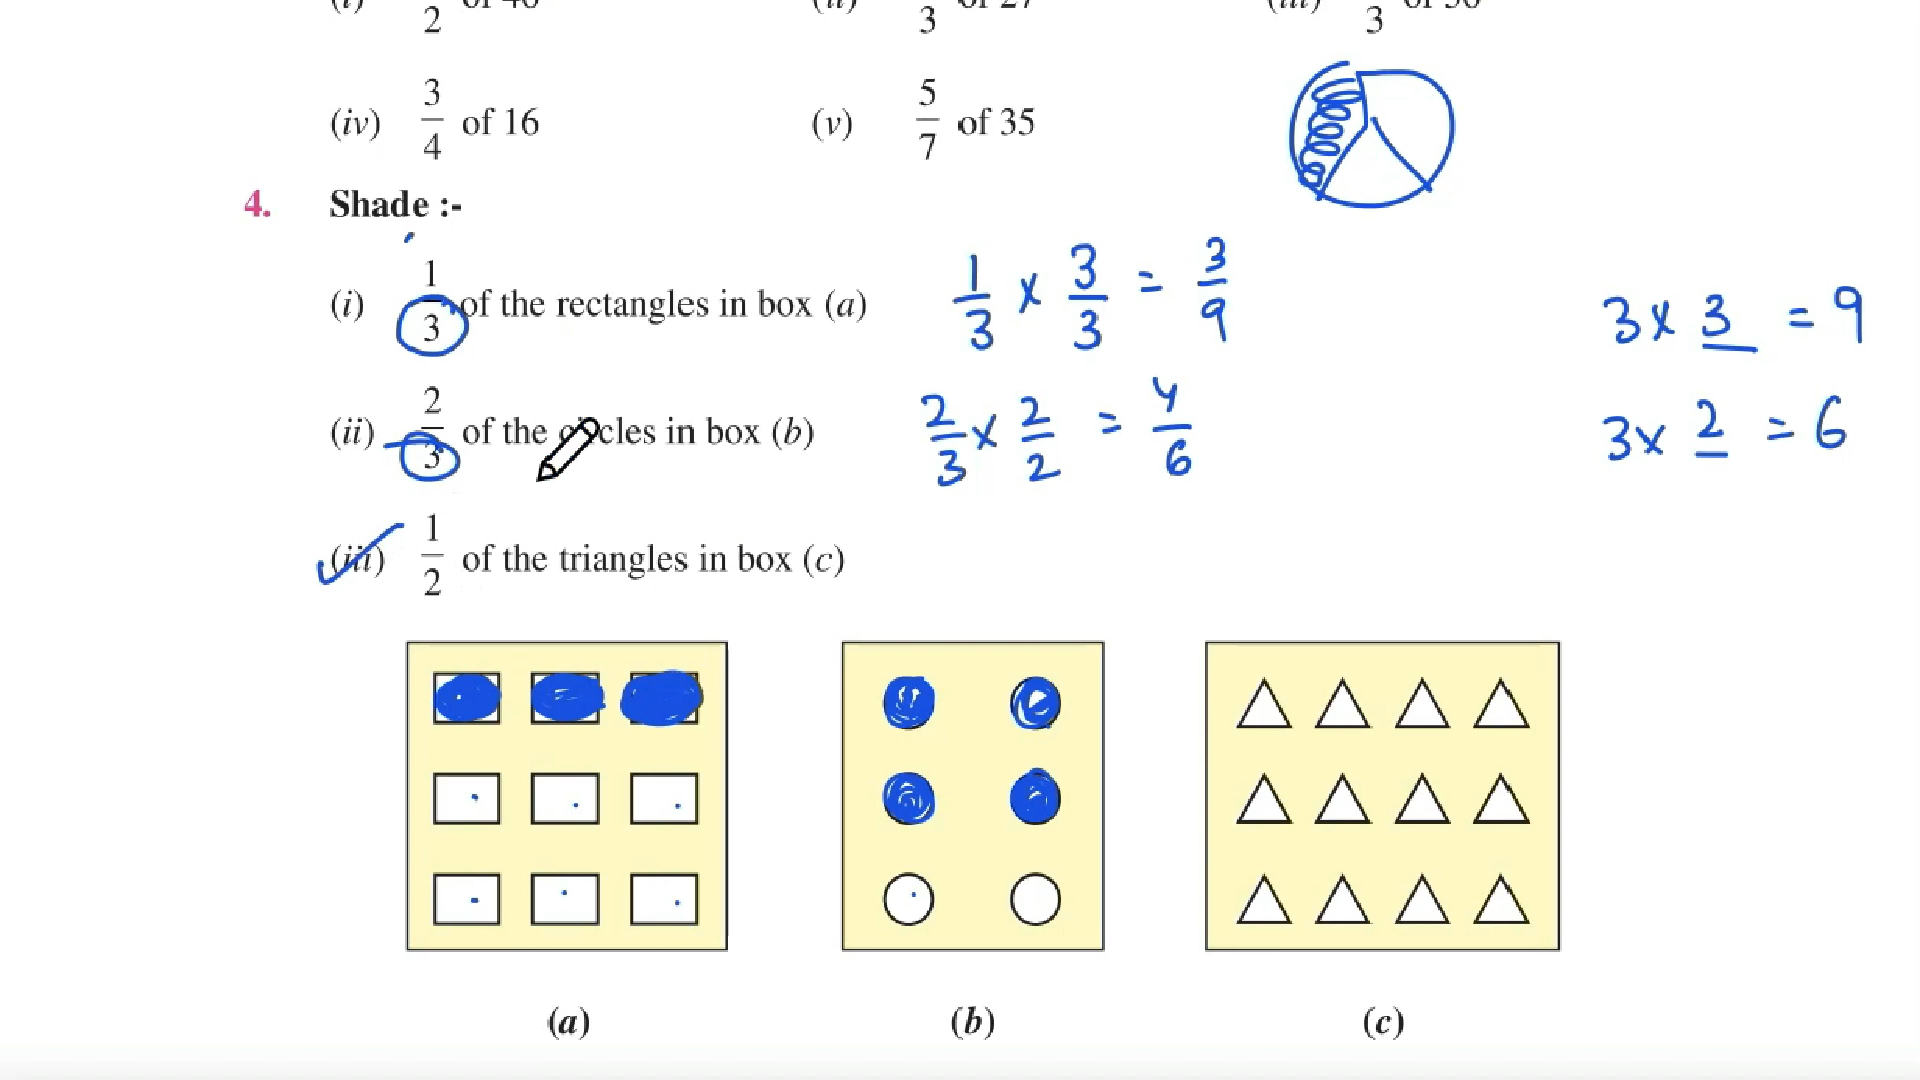 (iv) 3/4 of 16 (v) 5/7 of 35
4. Shade :-
(i) 1/3 of the rectangles in box (a) 1/3 x 3/3 = 3/9 3 x 3 = 9
(ii) 2/3 of the circles in box (b) 2/3 x 2/2 = 4/6 3 x 2 = 6
(iii) 1/2 of the triangles in box (c)
(a) (b) (c)